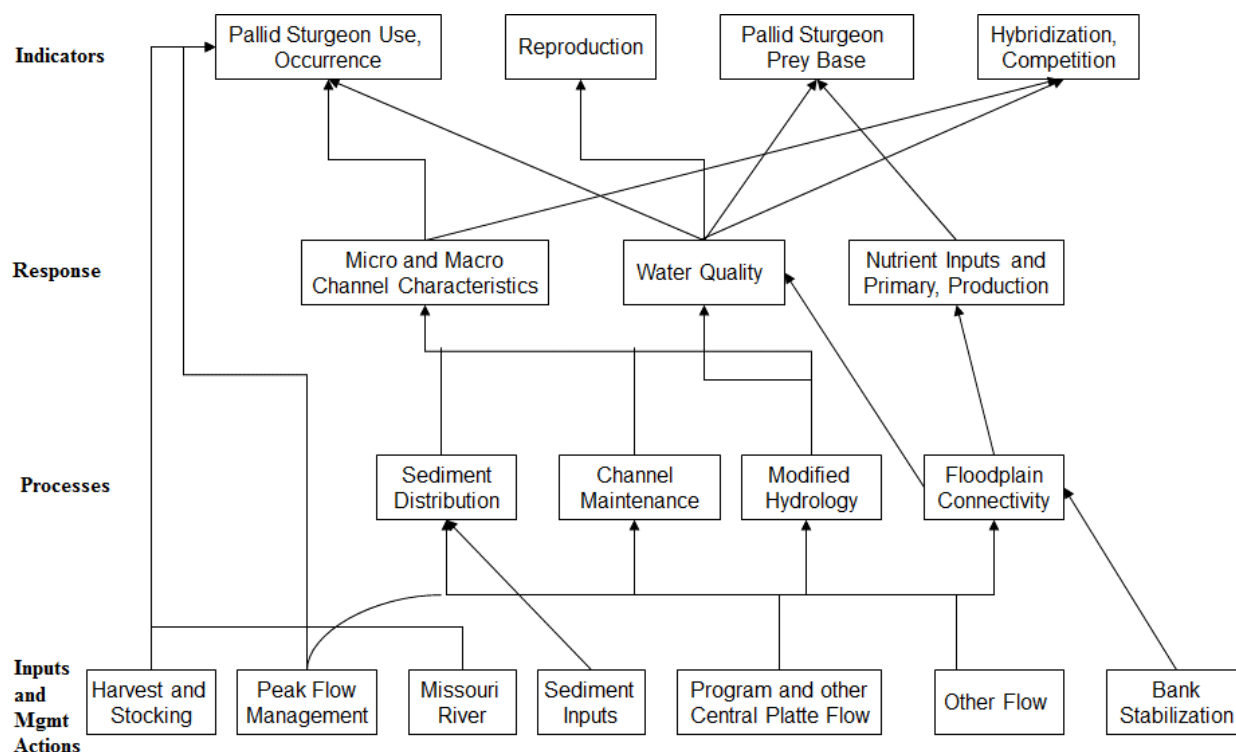 Indicators
Pallid Sturgeon Use,
Occurrence
Reproduction
Pallid Sturgeon
Prey Base
Hybridization,
Competition
Response
Micro and Macro
Channel Characteristics
Water Quality
Nutrient Inputs and
Primary, Production
Processes
Sediment
Distribution
Channel
Maintenance
Modified
Hydrology
Floodplain
Connectivity
Inputs
and
Mgmt
Actions
Harvest and
Stocking
Peak Flow
Management
Missouri
River
Sediment
Inputs
Program and other
Central Platte Flow
Other Flow
Bank
Stabilization